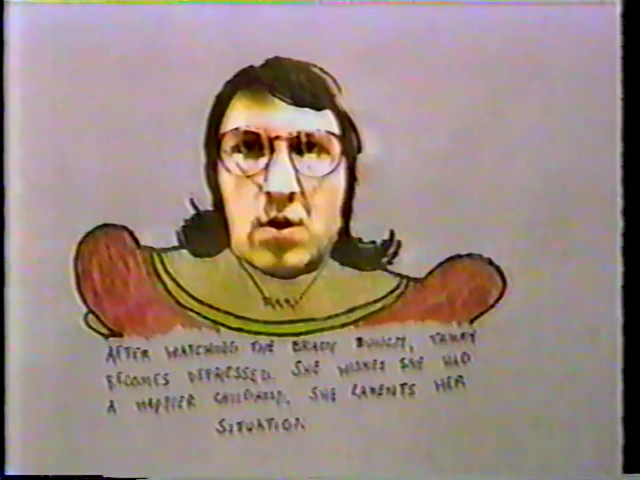 AFTER WATCHING THE BRADY BUNCH, TAMMY
BECOMES DEPRESSED. SHE WISHES SHE HAD
A HAPPIER CHILDHOOD. SHE LAMENTS HER
SITUATION